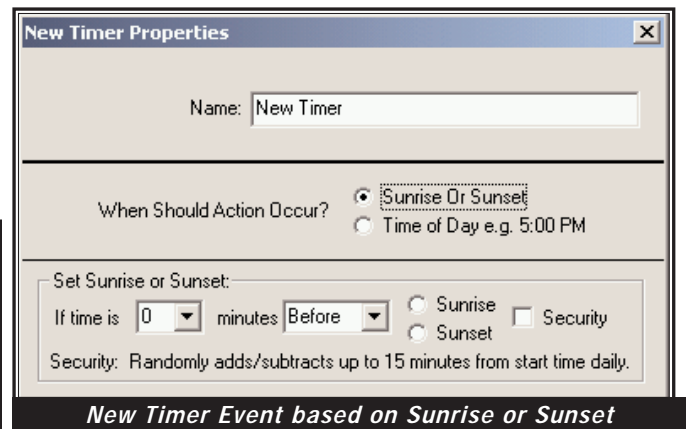 New Timer Properties
Name: New Timer
When Should Action Occur?
Sunrise Or Sunset
Time of Day e.g. 5:00 PM
Set Sunrise or Sunset:
If time is 0 minutes Before Sunrise Security
Sunset
Security: Randomly adds/subtracts up to 15 minutes from start time daily.
New Timer Event based on Sunrise or Sunset